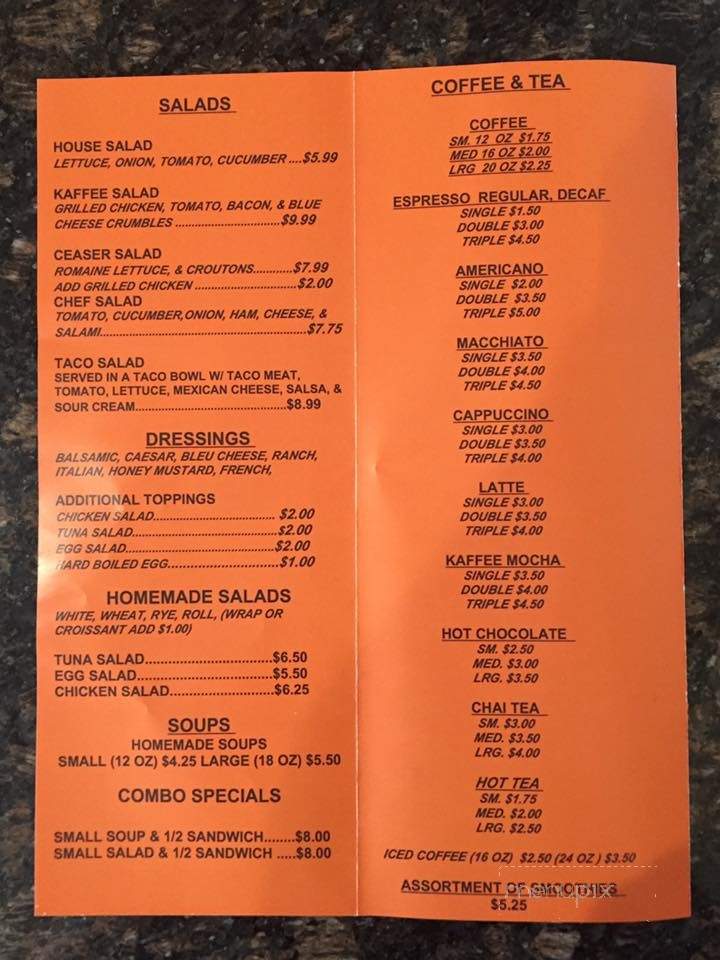 SALADS
HOUSE SALAD
LETTUCE, ONION, TOMATO, CUCUMBER ....$5.99
KAFFEE SALAD
GRILLED CHICKEN, TOMATO, BACON, & BLUE
CHEESE CRUMBLES ................................$9.99
CEASER SALAD
ROMAINE LETTUCE, & CROUTONS............$7.99
ADD GRILLED CHICKEN ...............................$2.00
CHEF SALAD
TOMATO, CUCUMBER,ONION, HAM, CHEESE, &
SALAMI..............................................................$7.75
TACO SALAD
SERVED IN A TACO BOWL W/ TACO MEAT,
TOMATO, LETTUCE, MEXICAN CHEESE, SALSA, &
SOUR CREAM.............................................$8.99
DRESSINGS
BALSAMIC, CAESAR, BLEU CHEESE, RANCH,
ITALIAN, HONEY MUSTARD, FRENCH,
ADDITIONAL TOPPINGS
CHICKEN SALAD.................................... $2.00
TUNA SALAD...........................................$2.00
EGG SALAD.............................................$2.00
HARD BOILED EGG.................................$1.00
HOMEMADE SALADS
WHITE, WHEAT, RYE, ROLL, (WRAP OR
CROISSANT ADD $1.00)
TUNA SALAD................................$6.50
EGG SALAD..................................$5.50
CHICKEN SALAD..........................$6.25
SOUPS
HOMEMADE SOUPS
SMALL (12 OZ) $4.25 LARGE (18 OZ) $5.50
COMBO SPECIALS
SMALL SOUP & 1/2 SANDWICH........$8.00
SMALL SALAD & 1/2 SANDWICH .....$8.00
COFFEE & TEA
COFFEE
SM. 12 OZ $1.75
MED 16 OZ $2.00
LRG 20 OZ $2.25
ESPRESSO REGULAR, DECAF
SINGLE $1.50
DOUBLE $3.00
TRIPLE $4.50
AMERICANO
SINGLE $2.00
DOUBLE $3.50
TRIPLE $5.00
MACCHIATO
SINGLE $3.50
DOUBLE $4.00
TRIPLE $4.50
CAPPUCCINO
SINGLE $3.00
DOUBLE $3.50
TRIPLE $4.00
LATTE
SINGLE $3.00
DOUBLE $3.50
TRIPLE $4.00
KAFFEE MOCHA
SINGLE $3.50
DOUBLE $4.00
TRIPLE $4.50
HOT CHOCOLATE
SM. $2.50
MED. $3.00
LRG. $3.50
CHAI TEA
SM. $3.00
MED. $3.50
LRG. $4.00
HOT TEA
SM. $1.75
MED. $2.00
LRG. $2.50
ICED COFFEE (16 OZ) $2.50 (24 OZ ) $3.50
ASSORTMENT OF SMOOTHIES
menupix
$5.25